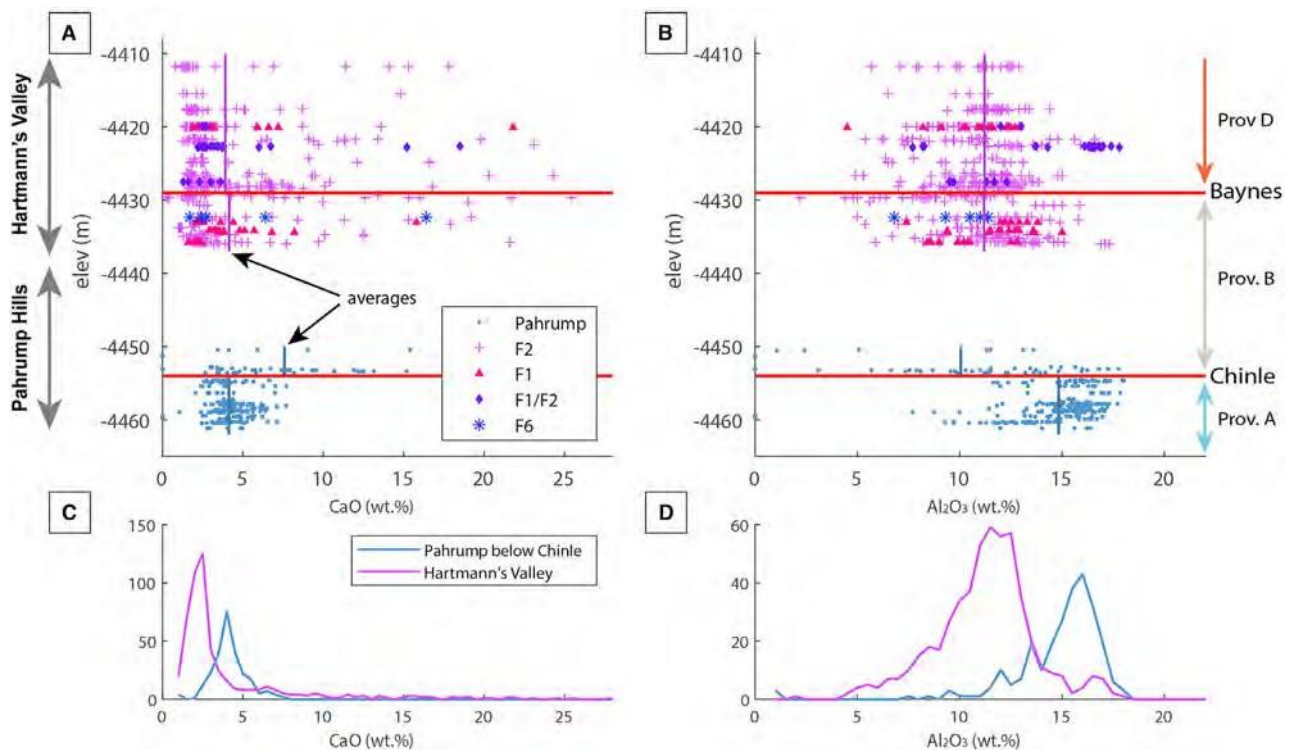 A
Hartmann's Valley
Pahrump Hills
elev (m)
-4410
-4420
-4430
-4440
-4450
-4460
averages
Pahrump
F2
F1
F1/F2
F6
0 5 10 15 20 25
CaO (wt.%)
B
elev (m)
-4410
-4420
-4430
-4440
-4450
-4460
Prov D
Baynes
Prov. B
Chinle
Prov. A
0 5 10 15 20
Al₂O₃ (wt.%)
C
150
100
50
0
Pahrump below Chinle
Hartmann's Valley
0 5 10 15 20 25
CaO (wt.%)
D
60
40
20
0
0 5 10 15 20
Al₂O₃ (wt.%)